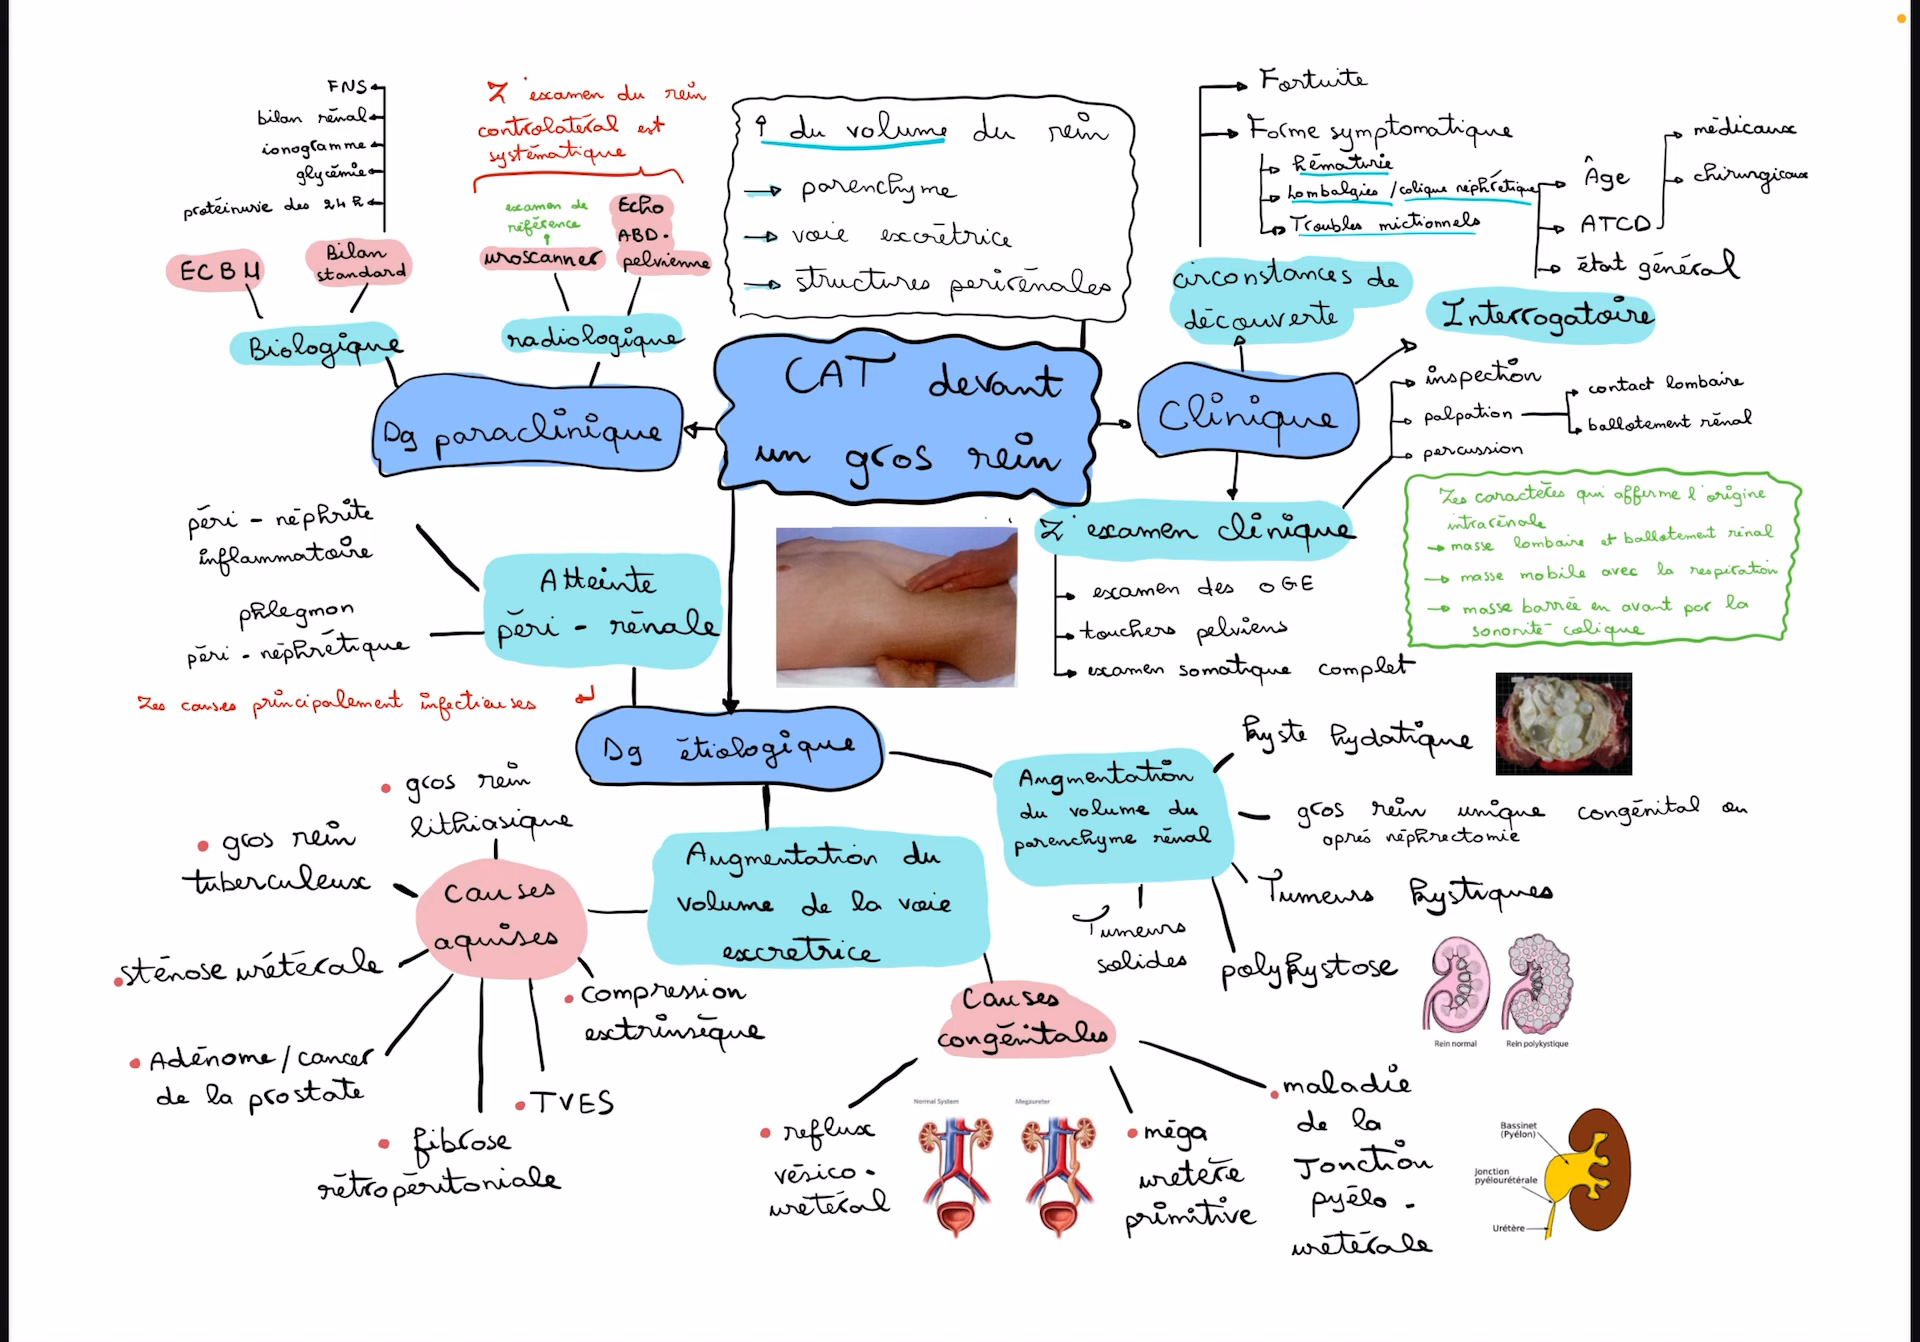 FNS
bilan rénal
ionogramme
glycémie
protéinurie des 24h
ECBU
Bilan
standard
Biologique
L'examen du rein
controlatéral est
systématique
examen de
référence
uroscanner
Echo
ABD.
pelvienne
radiologique
Dg paraclinique
↑ du volume du rein
→ parenchyme
→ voie excrétrice
→ structures perirénales
CAT devant
un gros rein
Fortuite
Forme symptomatique
hématurie
Lombalgies / colique néphrétique
Troubles mictionnels
circonstances de
découverte
Âge
ATCD
état général
médicaux
chirurgicaux
Interrogatoire
Clinique
inspection
palpation
percussion
contact lombaire
ballotement rénal
L'examen clinique
examen des OGE
touchers pelviens
examen somatique complet
Les caractères qui afferme l'origine
intrarénale
→ masse lombaire et ballotement rénal
→ masse mobile avec la respiration
→ masse barrée en avant par la
sonorité colique
péri - néphrite
inflammatoire
phlegmon
péri - néphrétique
Atteinte
péri - rénale
Les causes principalement infectieuses
Dg étiologique
Augmentation
du volume du
parenchyme rénal
kyste hydatique
gros rein unique congénital ou
aprés néphrectomie
Tumeurs kystiques
polykystose
Tumeurs
solides
Rein normal
Rein polykystique
Augmentation du
volume de la voie
excretrice
causes
aquises
• gros rein
lithiasique
• gros rein
tuberculeux
• sténose urétérale
• Adénome / cancer
de la prostate
• fibrose
rétropéritoniale
• TVES
• compression
extrinsèque
causes
congénitales
• reflux
vésico-
uretéral
Normal System
Megaureter
• méga
uretère
primitive
• maladie
de la
Jonction
pyélo -
uretérale
Bassinet
(Pyélon)
Jonction
pyélourétérale
Urétère